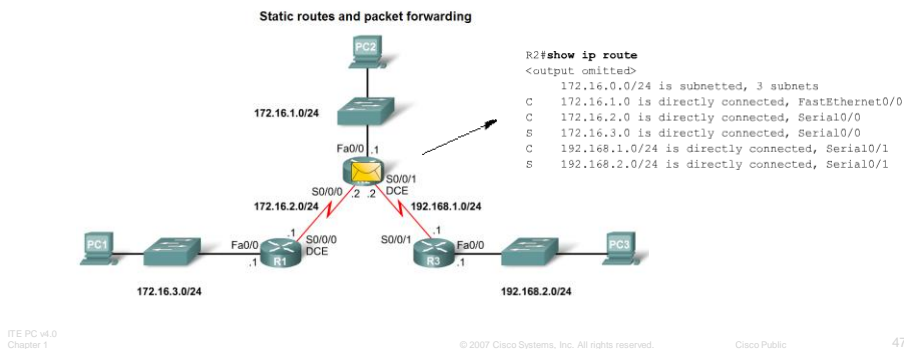 Static routes and packet forwarding
PC2
R2#show ip route
<output omitted>
172.16.0.0/24 is subnetted, 3 subnets
C 172.16.1.0 is directly connected, FastEthernet0/0
C 172.16.2.0 is directly connected, Serial0/0
S 172.16.3.0 is directly connected, Serial0/0
C 192.168.1.0/24 is directly connected, Serial0/1
S 192.168.2.0/24 is directly connected, Serial0/1
172.16.1.0/24
Fa0/0 .1
S0/0/0 .2 .2 S0/0/1
DCE
172.16.2.0/24 192.168.1.0/24
PC1 Fa0/0 .1 R1 .1 S0/0/0
DCE
S0/0/1 .1 R3 Fa0/0 .1 PC3
172.16.3.0/24 192.168.2.0/24
ITE PC v4.0
Chapter 1
© 2007 Cisco Systems, Inc. All rights reserved. Cisco Public 47